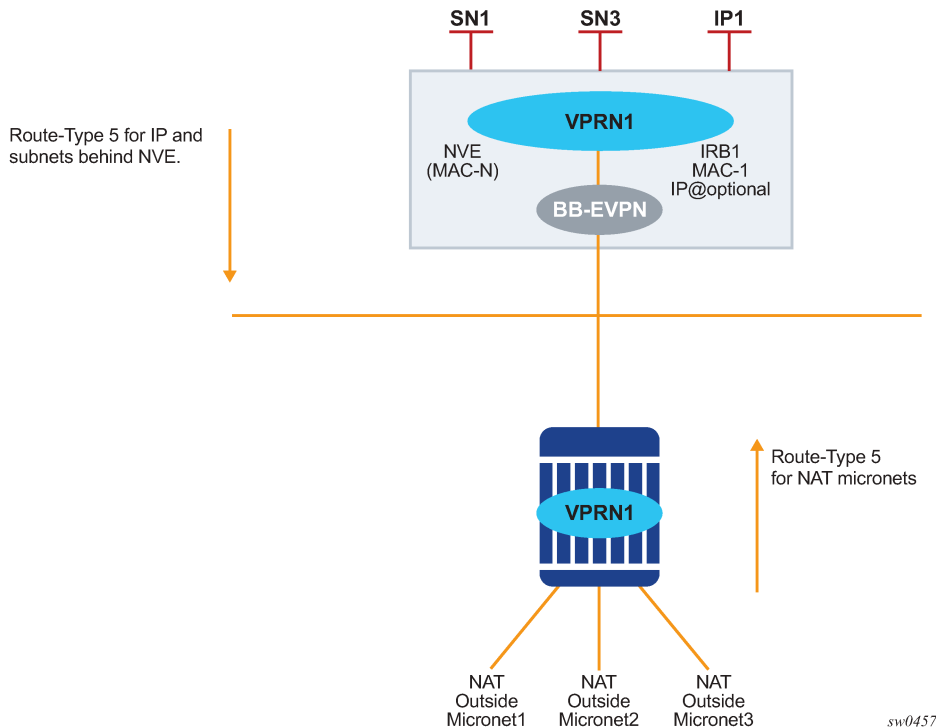 SN1
SN3
IP1
VPRN1
Route-Type 5 for IP and
subnets behind NVE.
NVE
(MAC-N)
IRB1
MAC-1
IP@optional
BB-EVPN
Route-Type 5
for NAT micronets
VPRN1
NAT
Outside
Micronet1
NAT
Outside
Micronet2
NAT
Outside
Micronet3
sw0457